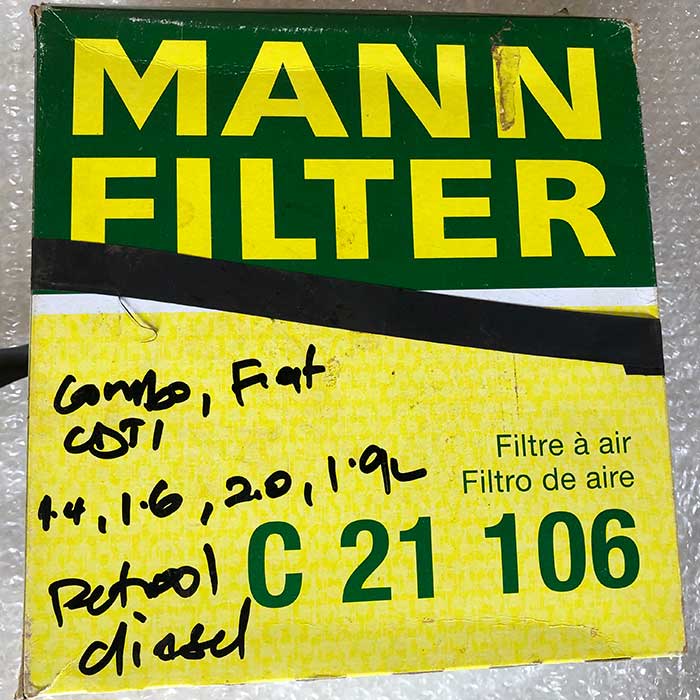 MANN
FILTER
Combo, Fiat
CDTI
1.4, 1.6, 2.0, 1.9L
Filtre à air
Filtro de aire
C 21 106
Petrol
diesel